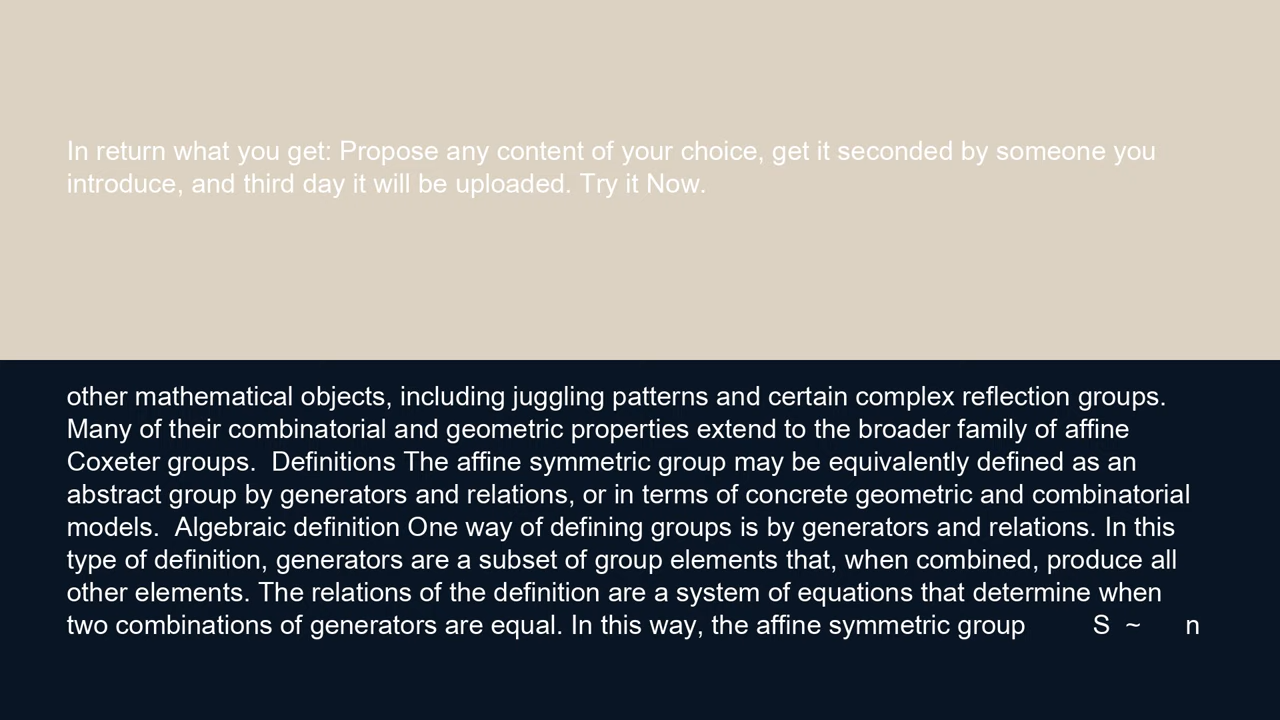 In return what you get: Propose any content of your choice, get it seconded by someone you
introduce, and third day it will be uploaded. Try it Now.
other mathematical objects, including juggling patterns and certain complex reflection groups.
Many of their combinatorial and geometric properties extend to the broader family of affine
Coxeter groups.  Definitions The affine symmetric group may be equivalently defined as an
abstract group by generators and relations, or in terms of concrete geometric and combinatorial
models.  Algebraic definition One way of defining groups is by generators and relations. In this
type of definition, generators are a subset of group elements that, when combined, produce all
other elements. The relations of the definition are a system of equations that determine when
two combinations of generators are equal. In this way, the affine symmetric group S ~ n